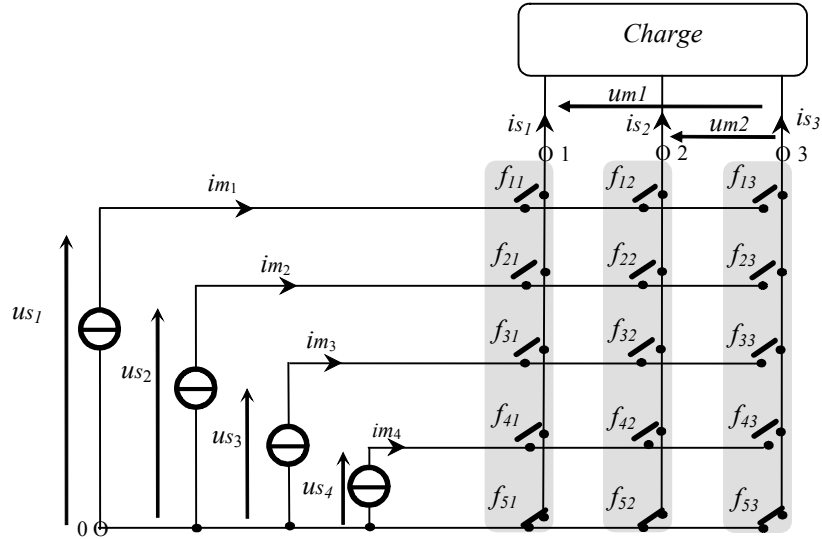 Charge
um1
is1 is2 um2 is3
1 2 3
f11 f12 f13
im1
f21 f22 f23
im2
us1
f31 f32 f33
im3
us2
f41 f42 f43
us3 im4
us4
f51 f52 f53
0